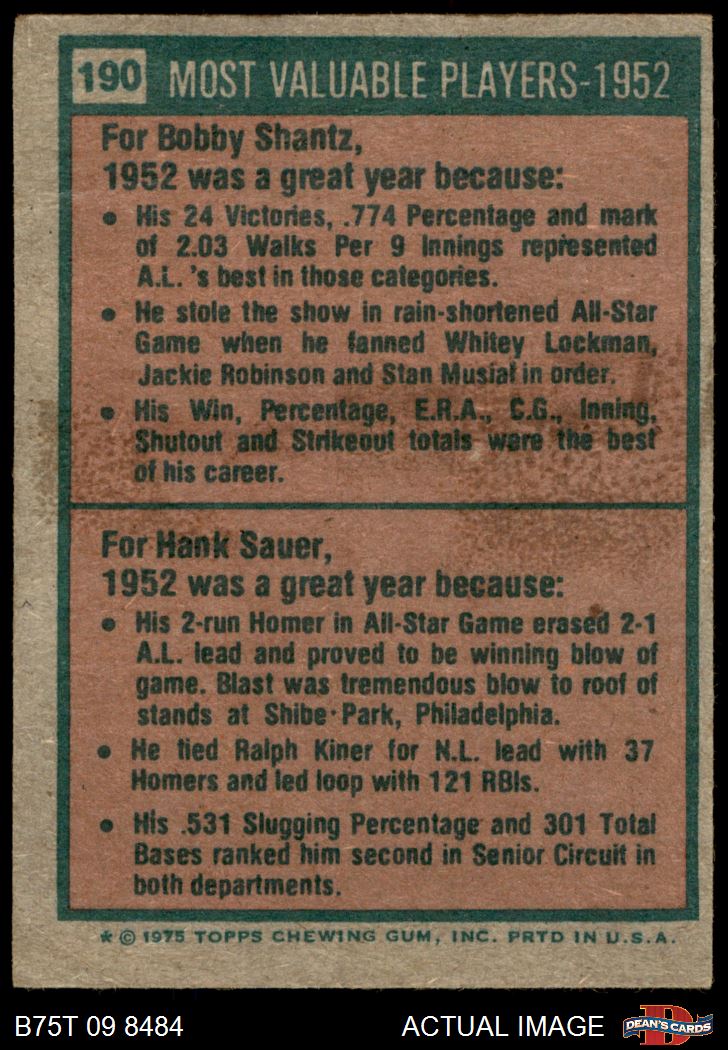 190 MOST VALUABLE PLAYERS-1952
For Bobby Shantz,
1952 was a great year because:
• His 24 Victories, .774 Percentage and mark
of 2.03 Walks Per 9 Innings represented
A.L. 's best in those categories.
• He stole the show in rain-shortened All-Star
Game when he fanned Whitey Lockman,
Jackie Robinson and Stan Musial in order.
• His Win, Percentage, E.R.A., C.G., Inning,
Shutout and Strikeout totals were the best
of his career.
For Hank Sauer,
1952 was a great year because:
• His 2-run Homer in All-Star Game erased 2-1
A.L. lead and proved to be winning blow of
game. Blast was tremendous blow to roof of
stands at Shibe Park, Philadelphia.
• He tied Ralph Kiner for N.L. lead with 37
Homers and led loop with 121 RBIs.
• His .531 Slugging Percentage and 301 Total
Bases ranked him second in Senior Circuit in
both departments.
* © 1975 TOPPS CHEWING GUM, INC. PRTD IN U.S.A.
B75T 09 8484 ACTUAL IMAGE D DEAN'S CARDS